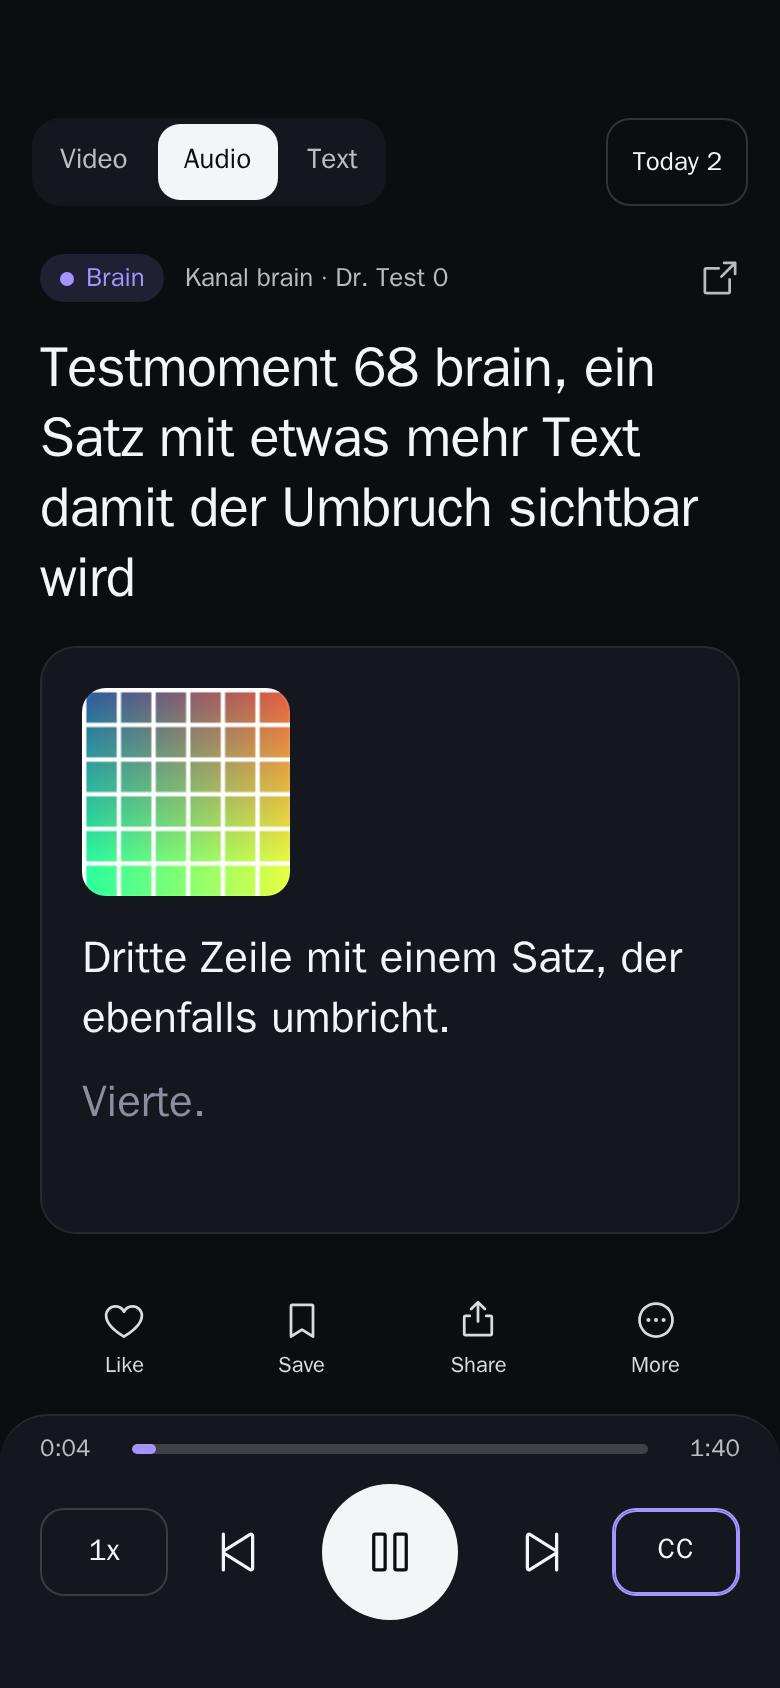 Video Audio Text Today 2
Brain Kanal brain · Dr. Test 0
Testmoment 68 brain, ein
Satz mit etwas mehr Text
damit der Umbruch sichtbar
wird
Dritte Zeile mit einem Satz, der
ebenfalls umbricht.
Vierte.
Like Save Share More
0:04 1:40
1x CC